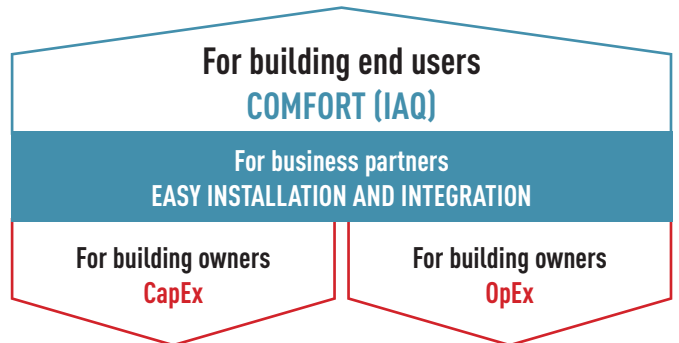 For building end users
COMFORT (IAQ)
For business partners
EASY INSTALLATION AND INTEGRATION
For building owners
CapEx
For building owners
OpEx